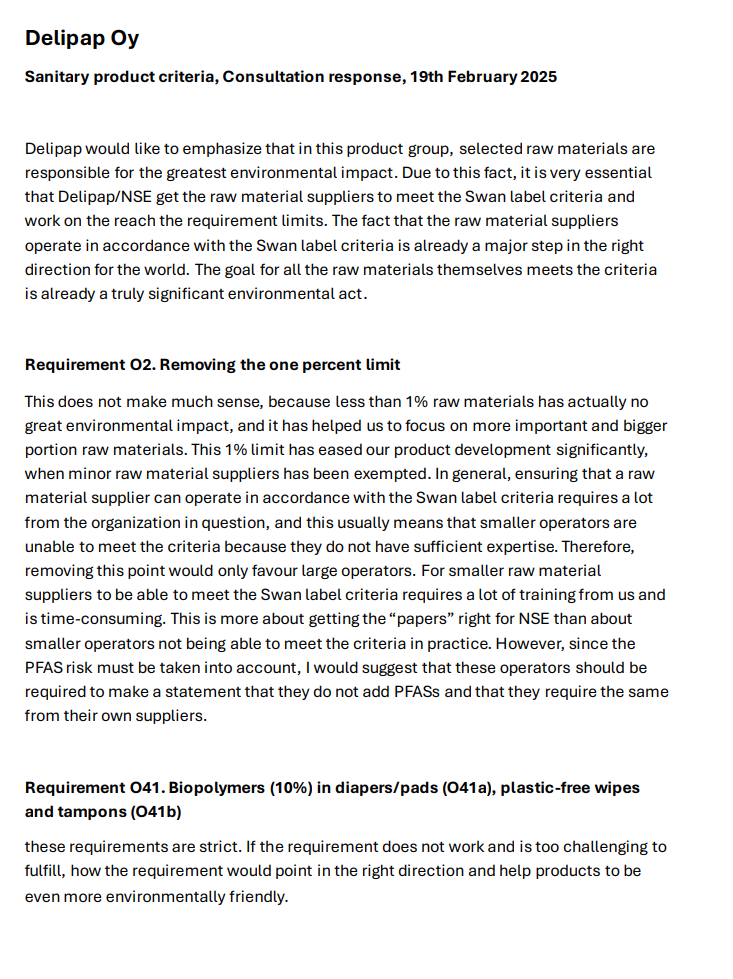 Delipap Oy
Sanitary product criteria, Consultation response, 19th February 2025
Delipap would like to emphasize that in this product group, selected raw materials are
responsible for the greatest environmental impact. Due to this fact, it is very essential
that Delipap/NSE get the raw material suppliers to meet the Swan label criteria and
work on the reach the requirement limits. The fact that the raw material suppliers
operate in accordance with the Swan label criteria is already a major step in the right
direction for the world. The goal for all the raw materials themselves meets the criteria
is already a truly significant environmental act.
Requirement O2. Removing the one percent limit
This does not make much sense, because less than 1% raw materials has actually no
great environmental impact, and it has helped us to focus on more important and bigger
portion raw materials. This 1% limit has eased our product development significantly,
when minor raw material suppliers has been exempted. In general, ensuring that a raw
material supplier can operate in accordance with the Swan label criteria requires a lot
from the organization in question, and this usually means that smaller operators are
unable to meet the criteria because they do not have sufficient expertise. Therefore,
removing this point would only favour large operators. For smaller raw material
suppliers to be able to meet the Swan label criteria requires a lot of training from us and
is time-consuming. This is more about getting the “papers” right for NSE than about
smaller operators not being able to meet the criteria in practice. However, since the
PFAS risk must be taken into account, I would suggest that these operators should be
required to make a statement that they do not add PFASs and that they require the same
from their own suppliers.
Requirement O41. Biopolymers (10%) in diapers/pads (O41a), plastic-free wipes
and tampons (O41b)
these requirements are strict. If the requirement does not work and is too challenging to
fulfill, how the requirement would point in the right direction and help products to be
even more environmentally friendly.